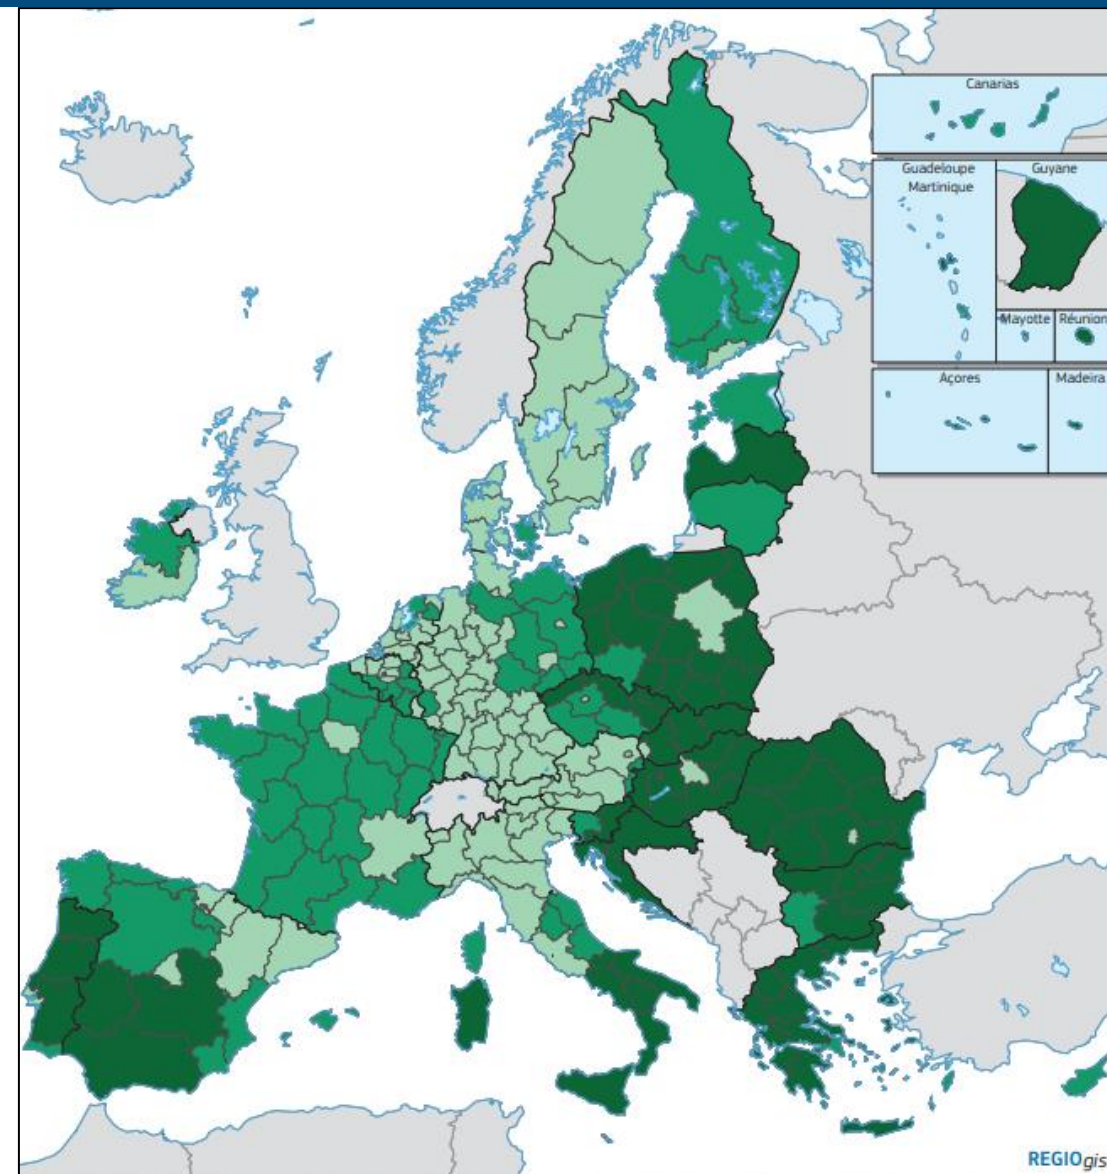 Canarias
Guadeloupe
Martinique
Guyane
Mayotte
Réunion
Açores
Madeira
REGIOgis